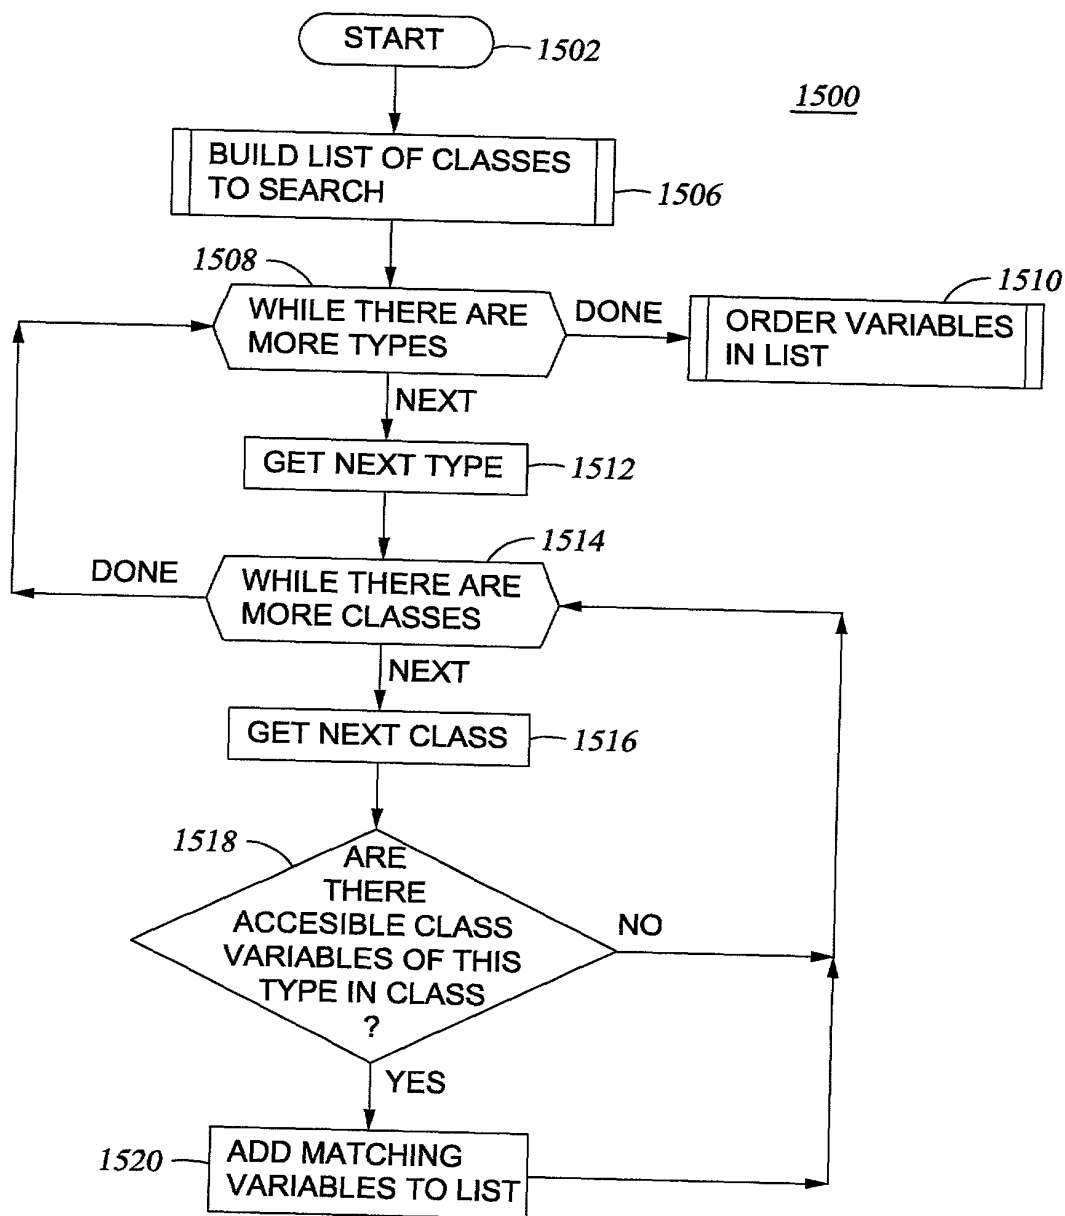 START
1502
1500
BUILD LIST OF CLASSES
TO SEARCH
1506
1508
WHILE THERE ARE
MORE TYPES
DONE
1510
ORDER VARIABLES
IN LIST
NEXT
GET NEXT TYPE
1512
1514
DONE
WHILE THERE ARE
MORE CLASSES
NEXT
GET NEXT CLASS
1516
1518
ARE
THERE
ACCESIBLE CLASS
VARIABLES OF THIS
TYPE IN CLASS
?
NO
YES
1520
ADD MATCHING
VARIABLES TO LIST